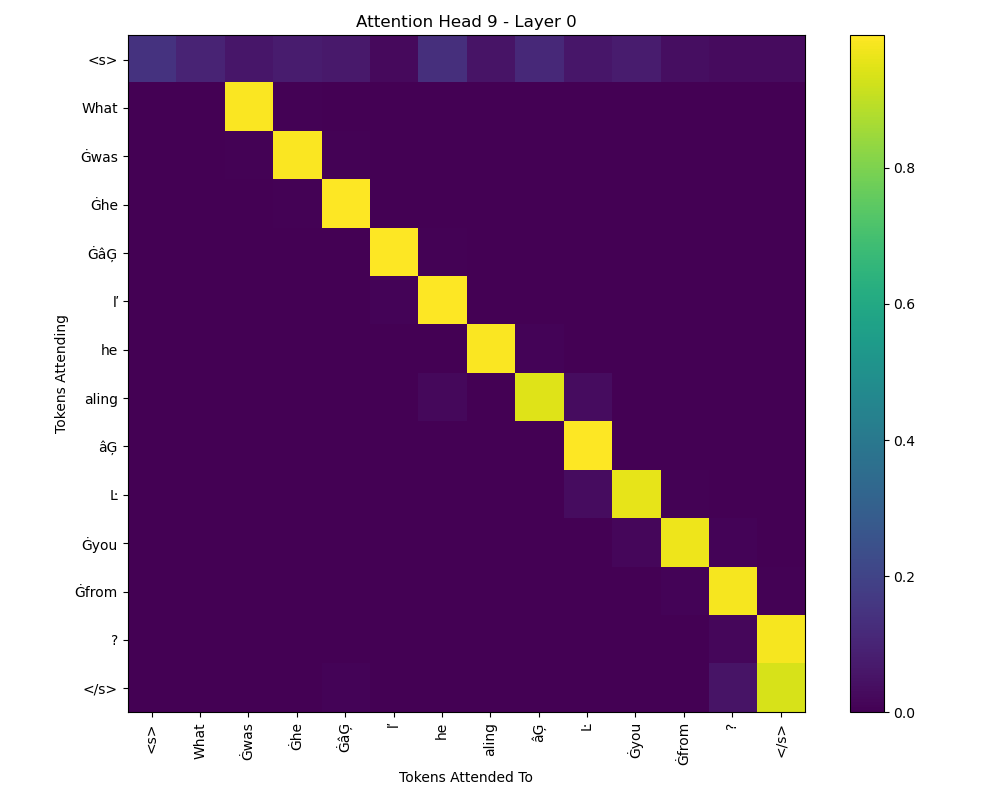 Attention Head 9 - Layer 0
<s>
What
Ġwas
Ġhe
ĠâĢ
ľ
he
aling
âĢ
Ŀ
Ġyou
Ġfrom
?
</s>
Tokens Attending
<s>
What
Ġwas
Ġhe
ĠâĢ
ľ
he
aling
âĢ
Ŀ
Ġyou
Ġfrom
?
</s>
Tokens Attended To
0.8
0.6
0.4
0.2
0.0